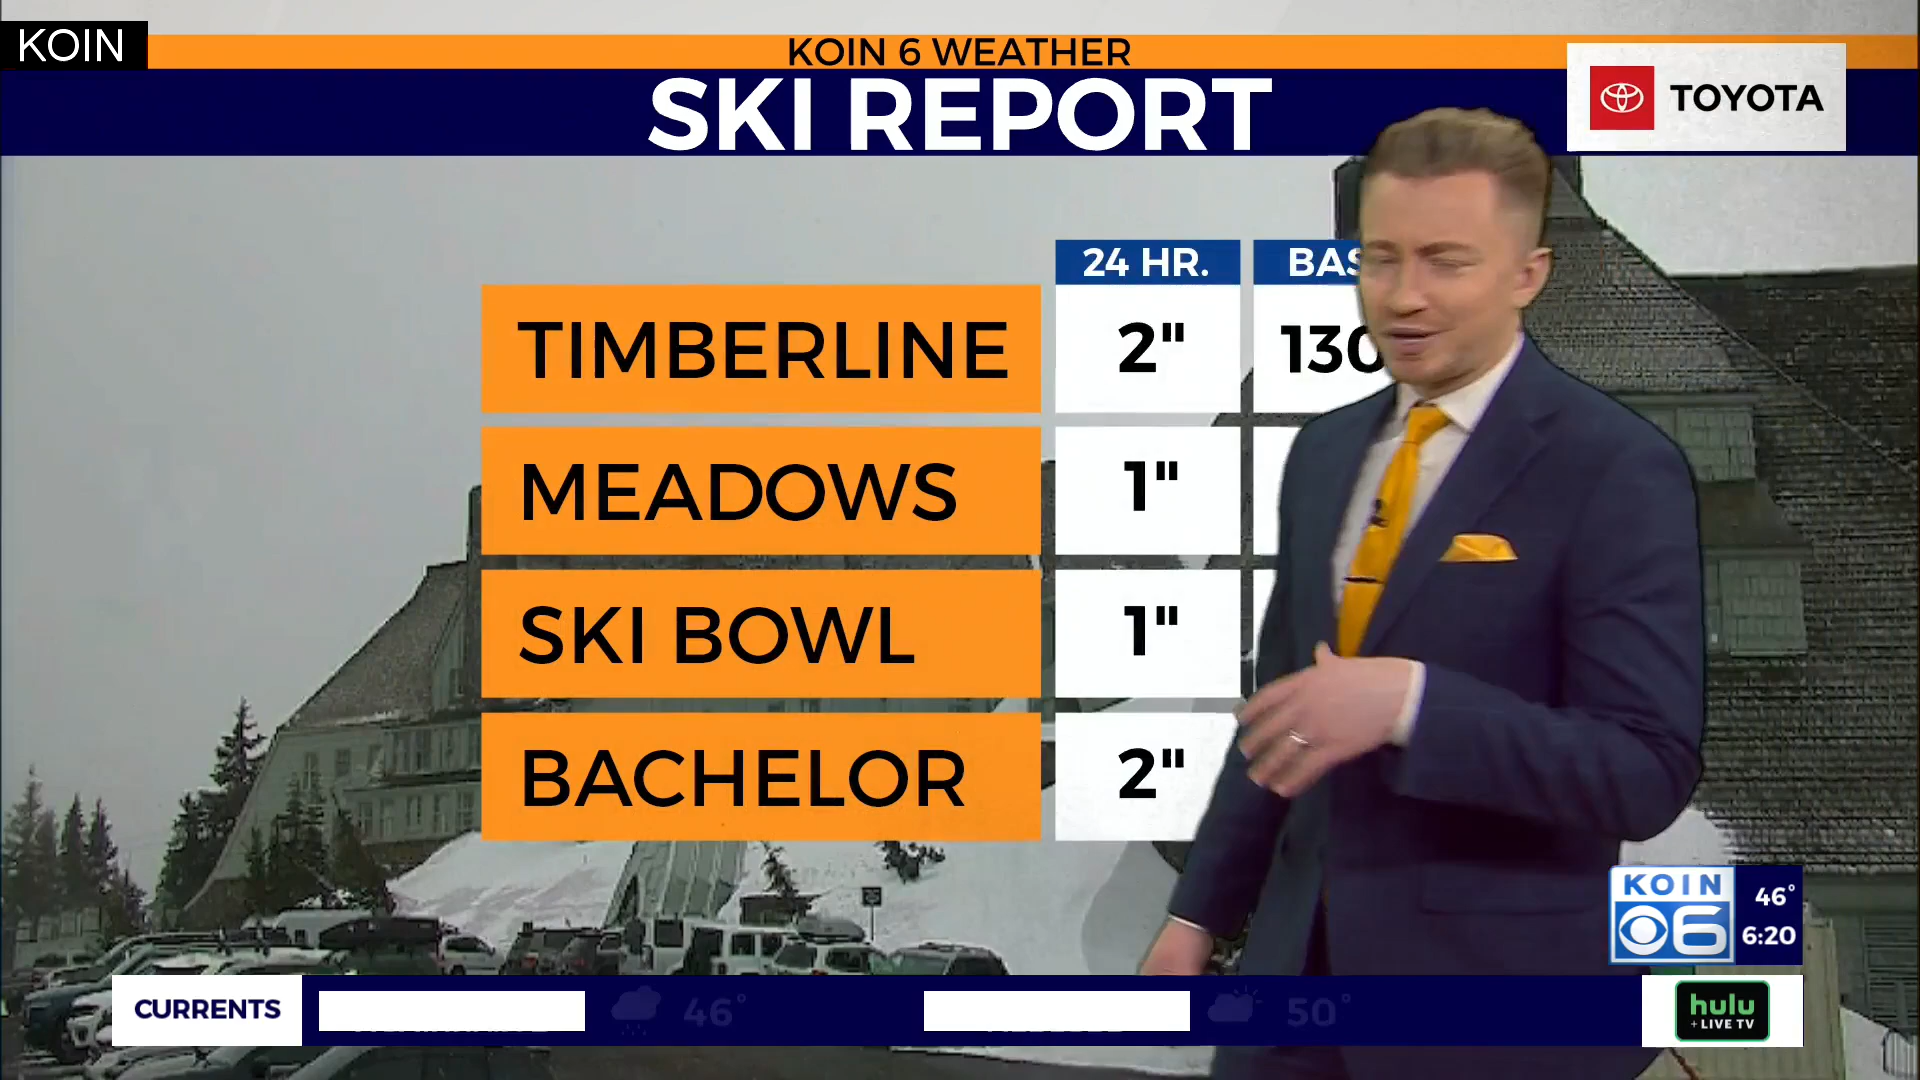 KOIN
KOIN 6 WEATHER
SKI REPORT
TOYOTA
24 HR.
TIMBERLINE 2"
MEADOWS 1"
SKI BOWL 1"
BACHELOR 2"
KOIN
6
46°
6:20
CURRENTS
46°
50°
hulu
+ LIVE TV